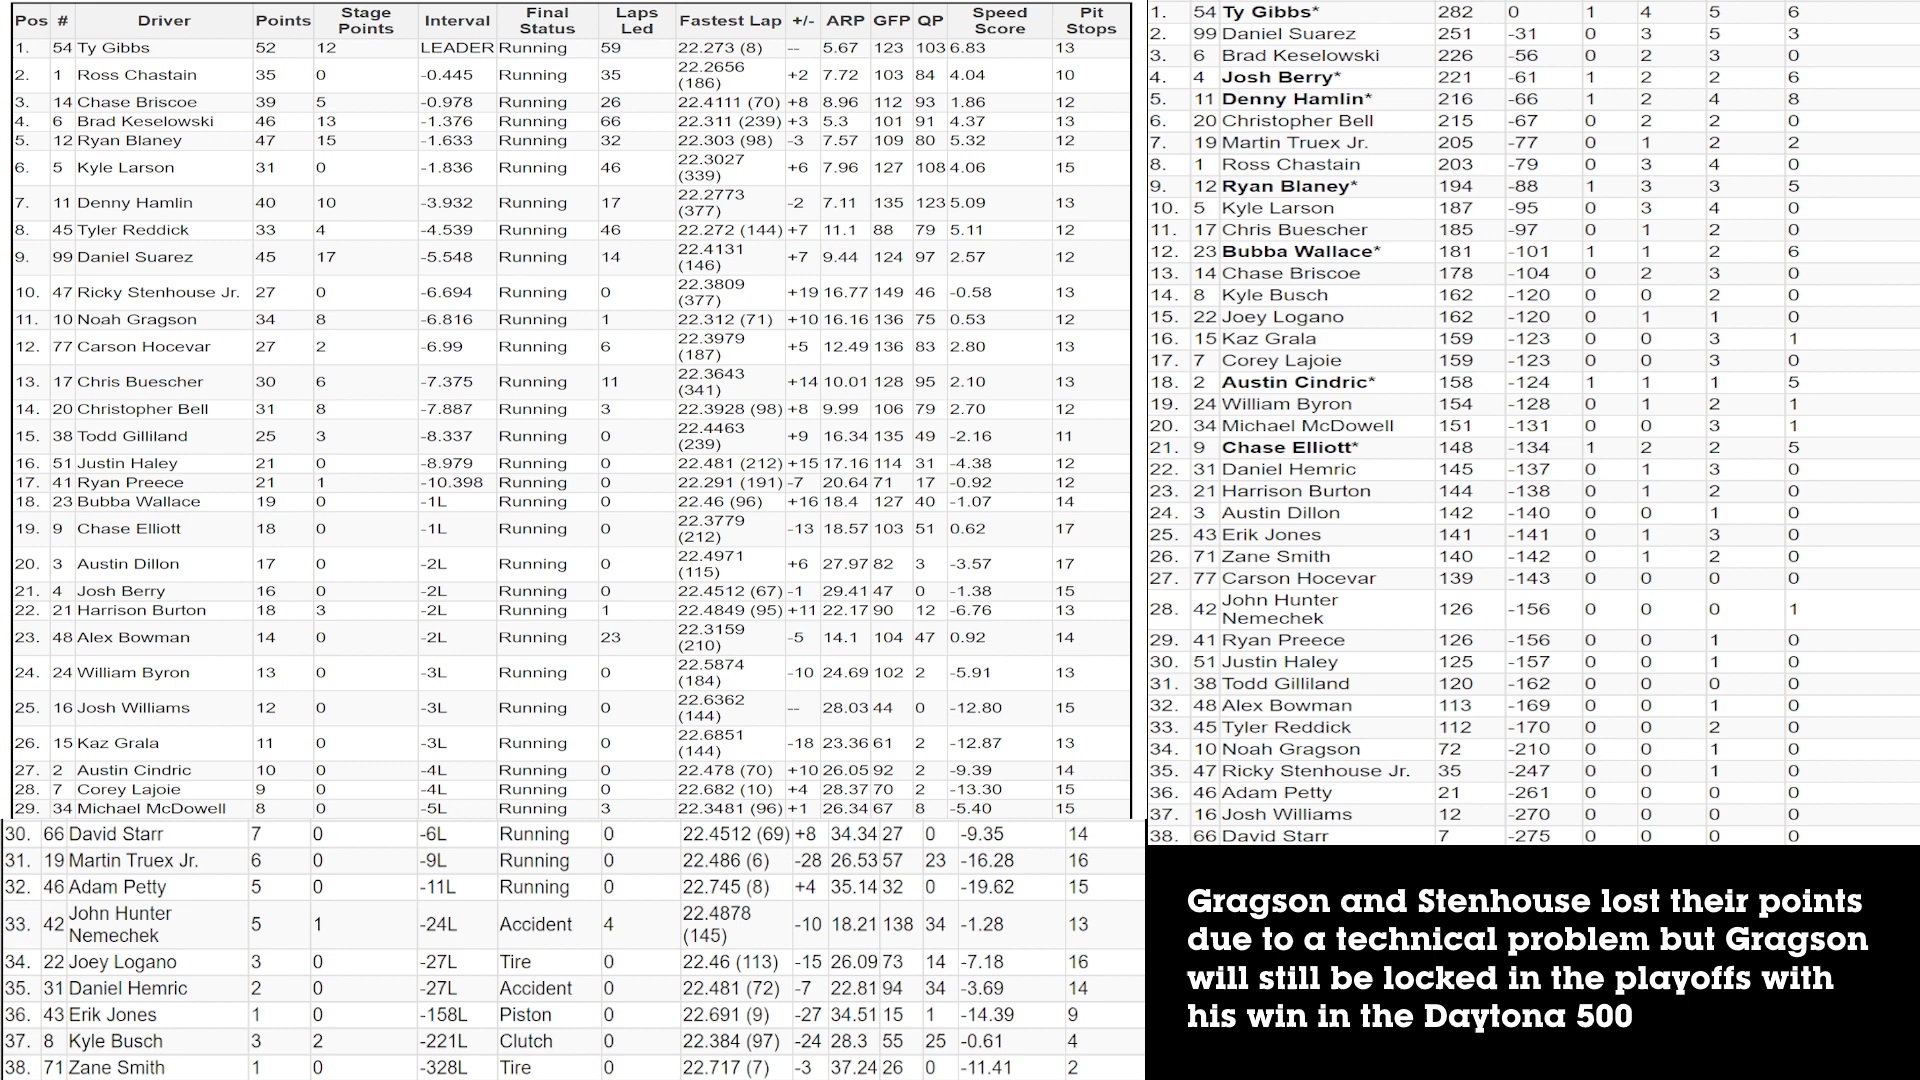 Pos # Driver Points Stage Points Interval Final Status Laps Led Fastest Lap +/- ARP GFP QP Speed Score Pit Stops
1. 54 Ty Gibbs 52 12 LEADER Running 59 22.273 (8) -- 5.67 123 103 6.83 13
2. 1 Ross Chastain 35 0 -0.445 Running 35 22.2656 (186) +2 7.72 103 84 4.04 10
3. 14 Chase Briscoe 39 5 -0.978 Running 26 22.4111 (70) +8 8.96 112 93 1.86 12
4. 6 Brad Keselowski 46 13 -1.376 Running 66 22.311 (239) +3 5.3 101 91 4.37 13
5. 12 Ryan Blaney 47 15 -1.633 Running 32 22.303 (98) -3 7.57 109 80 5.32 12
6. 5 Kyle Larson 31 0 -1.836 Running 46 22.3027 (339) +6 7.96 127 108 4.06 15
7. 11 Denny Hamlin 40 10 -3.932 Running 17 22.2773 (377) -2 7.11 135 123 5.09 13
8. 45 Tyler Reddick 33 4 -4.539 Running 46 22.272 (144) +7 11.1 88 79 5.11 12
9. 99 Daniel Suarez 45 17 -5.548 Running 14 22.4131 (146) +7 9.44 124 97 2.57 12
10. 47 Ricky Stenhouse Jr. 27 0 -6.694 Running 0 22.3809 (377) +19 16.77 149 46 -0.58 13
11. 10 Noah Gragson 34 8 -6.816 Running 1 22.312 (71) +10 16.16 136 75 0.53 12
12. 77 Carson Hocevar 27 2 -6.99 Running 6 22.3979 (187) +5 12.49 136 83 2.80 13
13. 17 Chris Buescher 30 6 -7.375 Running 11 22.3643 (341) +14 10.01 128 95 2.10 13
14. 20 Christopher Bell 31 8 -7.887 Running 3 22.3928 (98) +8 9.99 106 79 2.70 12
15. 38 Todd Gilliland 25 3 -8.337 Running 0 22.4463 (239) +9 16.34 135 49 -2.16 11
16. 51 Justin Haley 21 0 -8.979 Running 0 22.481 (212) +15 17.16 114 31 -4.38 12
17. 41 Ryan Preece 21 1 -10.398 Running 0 22.291 (191) -7 20.64 71 17 -0.92 12
18. 23 Bubba Wallace 19 0 -1L Running 0 22.46 (96) +16 18.4 127 40 -1.07 14
19. 9 Chase Elliott 18 0 -1L Running 0 22.3779 (212) -13 18.57 103 51 0.62 17
20. 3 Austin Dillon 17 0 -2L Running 0 22.4971 (115) +6 27.97 82 3 -3.57 17
21. 4 Josh Berry 16 0 -2L Running 0 22.4512 (67) -1 29.41 47 0 -1.38 15
22. 21 Harrison Burton 18 3 -2L Running 1 22.4849 (95) +11 22.17 90 12 -6.76 13
23. 48 Alex Bowman 14 0 -2L Running 23 22.3159 (210) -5 14.1 104 47 0.92 14
24. 24 William Byron 13 0 -3L Running 0 22.5874 (184) -10 24.69 102 2 -5.91 13
25. 16 Josh Williams 12 0 -3L Running 0 22.6362 (144) -- 28.03 44 0 -12.80 15
26. 15 Kaz Grala 11 0 -3L Running 0 22.6851 (144) -18 23.36 61 2 -12.87 13
27. 2 Austin Cindric 10 0 -4L Running 0 22.478 (70) +10 26.05 92 2 -9.39 14
28. 7 Corey Lajoie 9 0 -4L Running 0 22.682 (10) +4 28.37 70 2 -13.30 15
29. 34 Michael McDowell 8 0 -5L Running 3 22.3481 (96) +1 26.34 67 8 -5.40 15
30. 66 David Starr 7 0 -6L Running 0 22.4512 (69) +8 34.34 27 0 -9.35 14
31. 19 Martin Truex Jr. 6 0 -9L Running 0 22.486 (6) -28 26.53 57 23 -16.28 16
32. 46 Adam Petty 5 0 -11L Running 0 22.745 (8) +4 35.14 32 0 -19.62 15
33. 42 John Hunter Nemechek 5 1 -24L Accident 4 22.4878 (145) -10 18.21 138 34 -1.28 13
34. 22 Joey Logano 3 0 -27L Tire 0 22.46 (113) -15 26.09 73 14 -7.18 16
35. 31 Daniel Hemric 2 0 -27L Accident 0 22.481 (72) -7 22.81 94 34 -3.69 14
36. 43 Erik Jones 1 0 -158L Piston 0 22.691 (9) -27 34.51 15 1 -14.39 9
37. 8 Kyle Busch 3 2 -221L Clutch 0 22.384 (97) -24 28.3 55 25 -0.61 4
38. 71 Zane Smith 1 0 -328L Tire 0 22.717 (7) -3 37.24 26 0 -11.41 2
1. 54 Ty Gibbs* 282 0 1 4 5 6
2. 99 Daniel Suarez 251 -31 0 3 5 3
3. 6 Brad Keselowski 226 -56 0 2 3 0
4. 4 Josh Berry* 221 -61 1 2 2 6
5. 11 Denny Hamlin* 216 -66 1 2 4 8
6. 20 Christopher Bell 215 -67 0 2 2 0
7. 19 Martin Truex Jr. 205 -77 0 1 2 2
8. 1 Ross Chastain 203 -79 0 3 4 0
9. 12 Ryan Blaney* 194 -88 1 3 3 5
10. 5 Kyle Larson 187 -95 0 3 4 0
11. 17 Chris Buescher 185 -97 0 1 2 0
12. 23 Bubba Wallace* 181 -101 1 1 2 6
13. 14 Chase Briscoe 178 -104 0 2 3 0
14. 8 Kyle Busch 162 -120 0 0 2 0
15. 22 Joey Logano 162 -120 0 1 1 0
16. 15 Kaz Grala 159 -123 0 0 3 1
17. 7 Corey Lajoie 159 -123 0 0 3 0
18. 2 Austin Cindric* 158 -124 1 1 1 5
19. 24 William Byron 154 -128 0 1 2 1
20. 34 Michael McDowell 151 -131 0 0 3 1
21. 9 Chase Elliott* 148 -134 1 2 2 5
22. 31 Daniel Hemric 145 -137 0 1 3 0
23. 21 Harrison Burton 144 -138 0 1 2 0
24. 3 Austin Dillon 142 -140 0 0 1 0
25. 43 Erik Jones 141 -141 0 1 3 0
26. 71 Zane Smith 140 -142 0 1 2 0
27. 77 Carson Hocevar 139 -143 0 0 0 0
28. 42 John Hunter Nemechek 126 -156 0 0 0 1
29. 41 Ryan Preece 126 -156 0 0 1 0
30. 51 Justin Haley 125 -157 0 0 1 0
31. 38 Todd Gilliland 120 -162 0 0 0 0
32. 48 Alex Bowman 113 -169 0 0 1 0
33. 45 Tyler Reddick 112 -170 0 0 2 0
34. 10 Noah Gragson 72 -210 0 0 1 0
35. 47 Ricky Stenhouse Jr. 35 -247 0 0 1 0
36. 46 Adam Petty 21 -261 0 0 0 0
37. 16 Josh Williams 12 -270 0 0 0 0
38. 66 David Starr 7 -275 0 0 0 0
Gragson and Stenhouse lost their points
due to a technical problem but Gragson
will still be locked in the playoffs with
his win in the Daytona 500